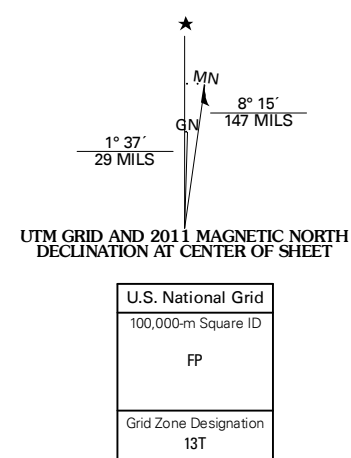 ★
MN
8° 15´
147 MILS
GN
1° 37´
29 MILS
UTM GRID AND 2011 MAGNETIC NORTH
DECLINATION AT CENTER OF SHEET
U.S. National Grid
100,000-m Square ID
FP
Grid Zone Designation
13T